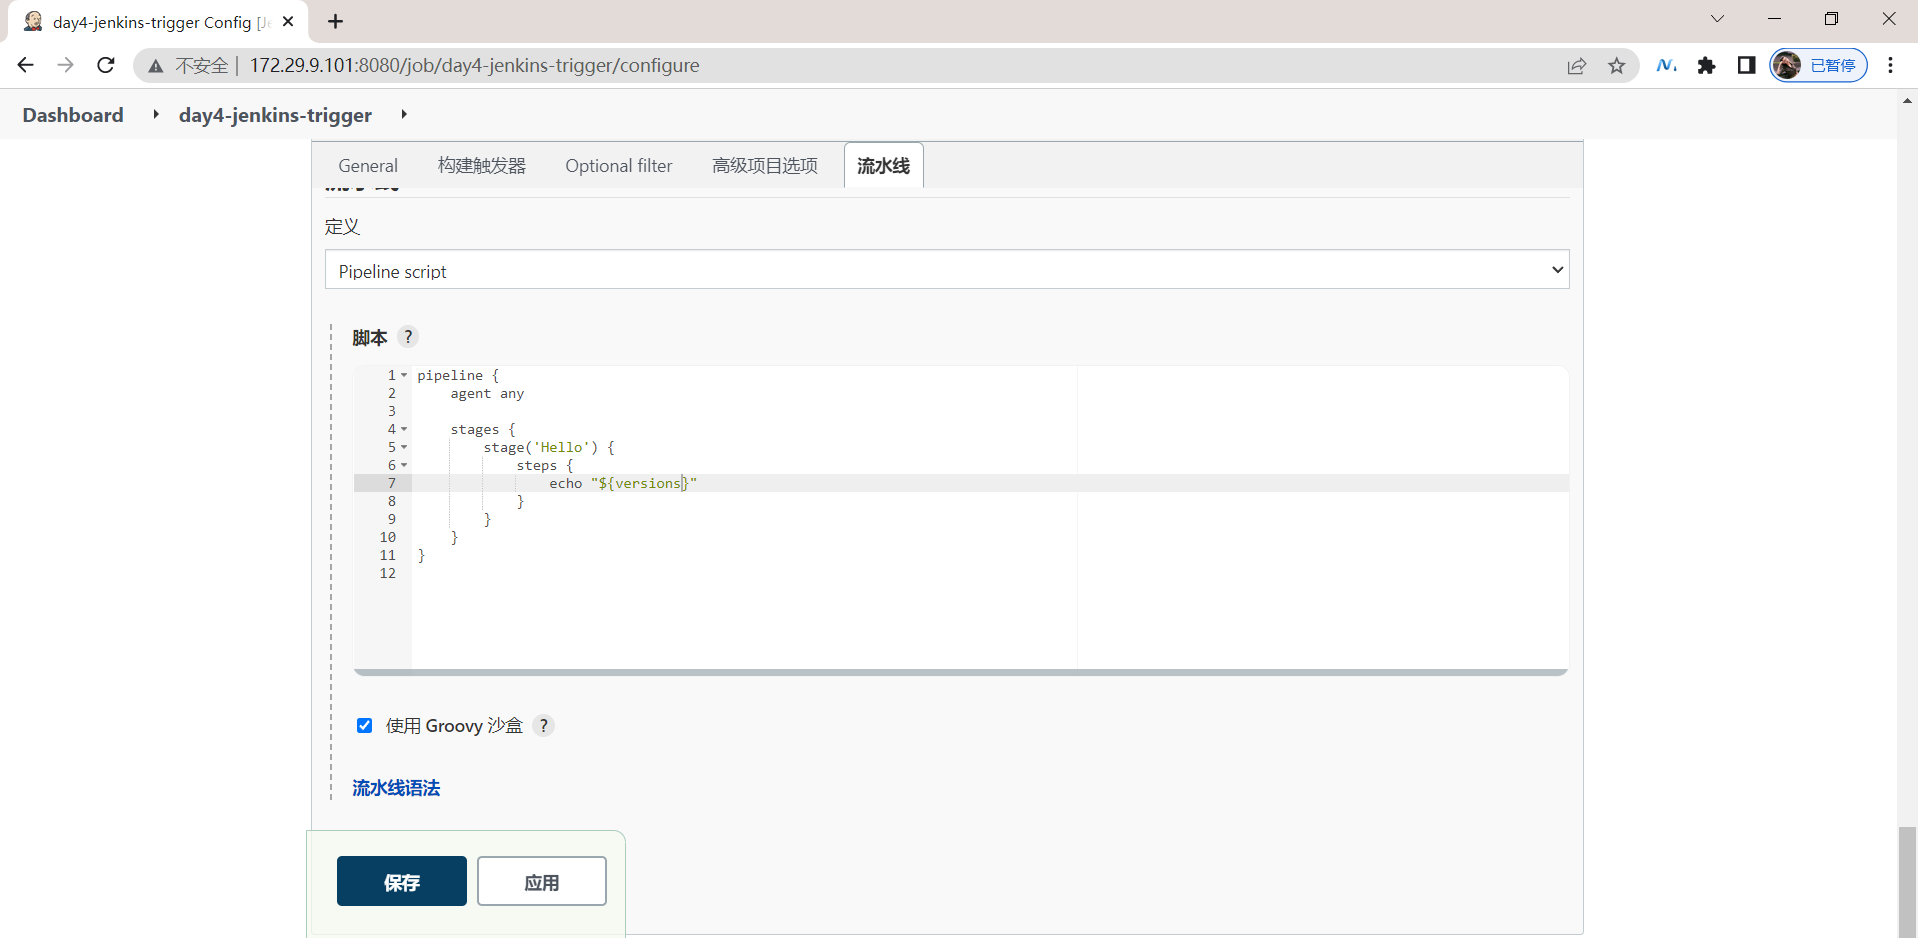 day4-jenkins-trigger Config [Je
不安全 | 172.29.9.101:8080/job/day4-jenkins-trigger/configure
已暂停
Dashboard
day4-jenkins-trigger
General
构建触发器
Optional filter
高级项目选项
流水线
定义
Pipeline script
脚本 ?
1 pipeline {
2     agent any
3
4     stages {
5         stage('Hello') {
6             steps {
7                 echo "${versions}"
8             }
9         }
10     }
11 }
12
使用 Groovy 沙盒 ?
流水线语法
保存
应用